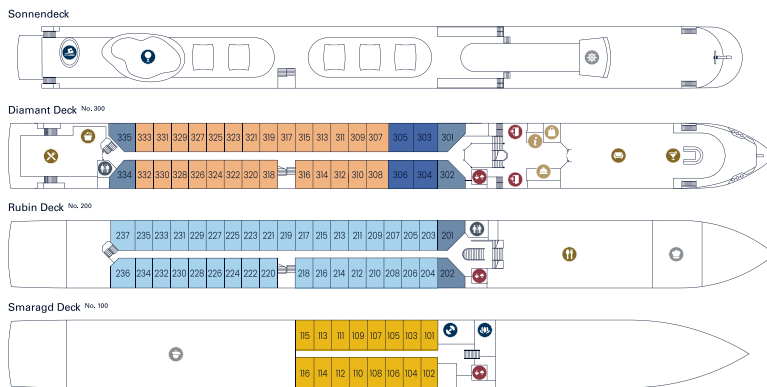 Sonnendeck
Diamant Deck No. 300
335 333 331 329 327 325 323 321 319 317 315 313 311 309 307 305 303 301
334 332 330 328 326 324 322 320 318 316 314 312 310 308 306 304 302
Rubin Deck No. 200
237 235 233 231 229 227 225 223 221 219 217 215 213 211 209 207 205 203 201
236 234 232 230 228 226 224 222 220 218 216 214 212 210 208 206 204 202
Smaragd Deck No. 100
115 113 111 109 107 105 103 101
116 114 112 110 108 106 104 102